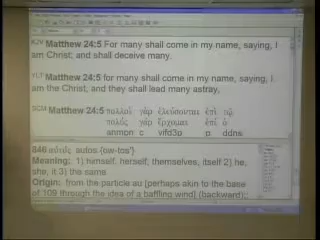 KJV Matthew 24:5 For many shall come in my name, saying, I
am Christ; and shall deceive many.
YLT Matthew 24:5 for many shall come in my name, saying, I
am the Christ, and they shall lead many astray,
Matthew 24:5 πολλοὶ γὰρ ἐλεύσονται ἐπὶ τῷ
πολύς γάρ ἔρχομαι ἐπί ὁ
anmpn c vifd3p p ddns
846 αὐτός autos {ow-tos'}
Meaning: 1) himself, herself, themselves, itself 2) he,
she, it 3) the same
Origin: from the particle au [perhaps akin to the base
of 109 through the idea of a baffling wind] (backward);